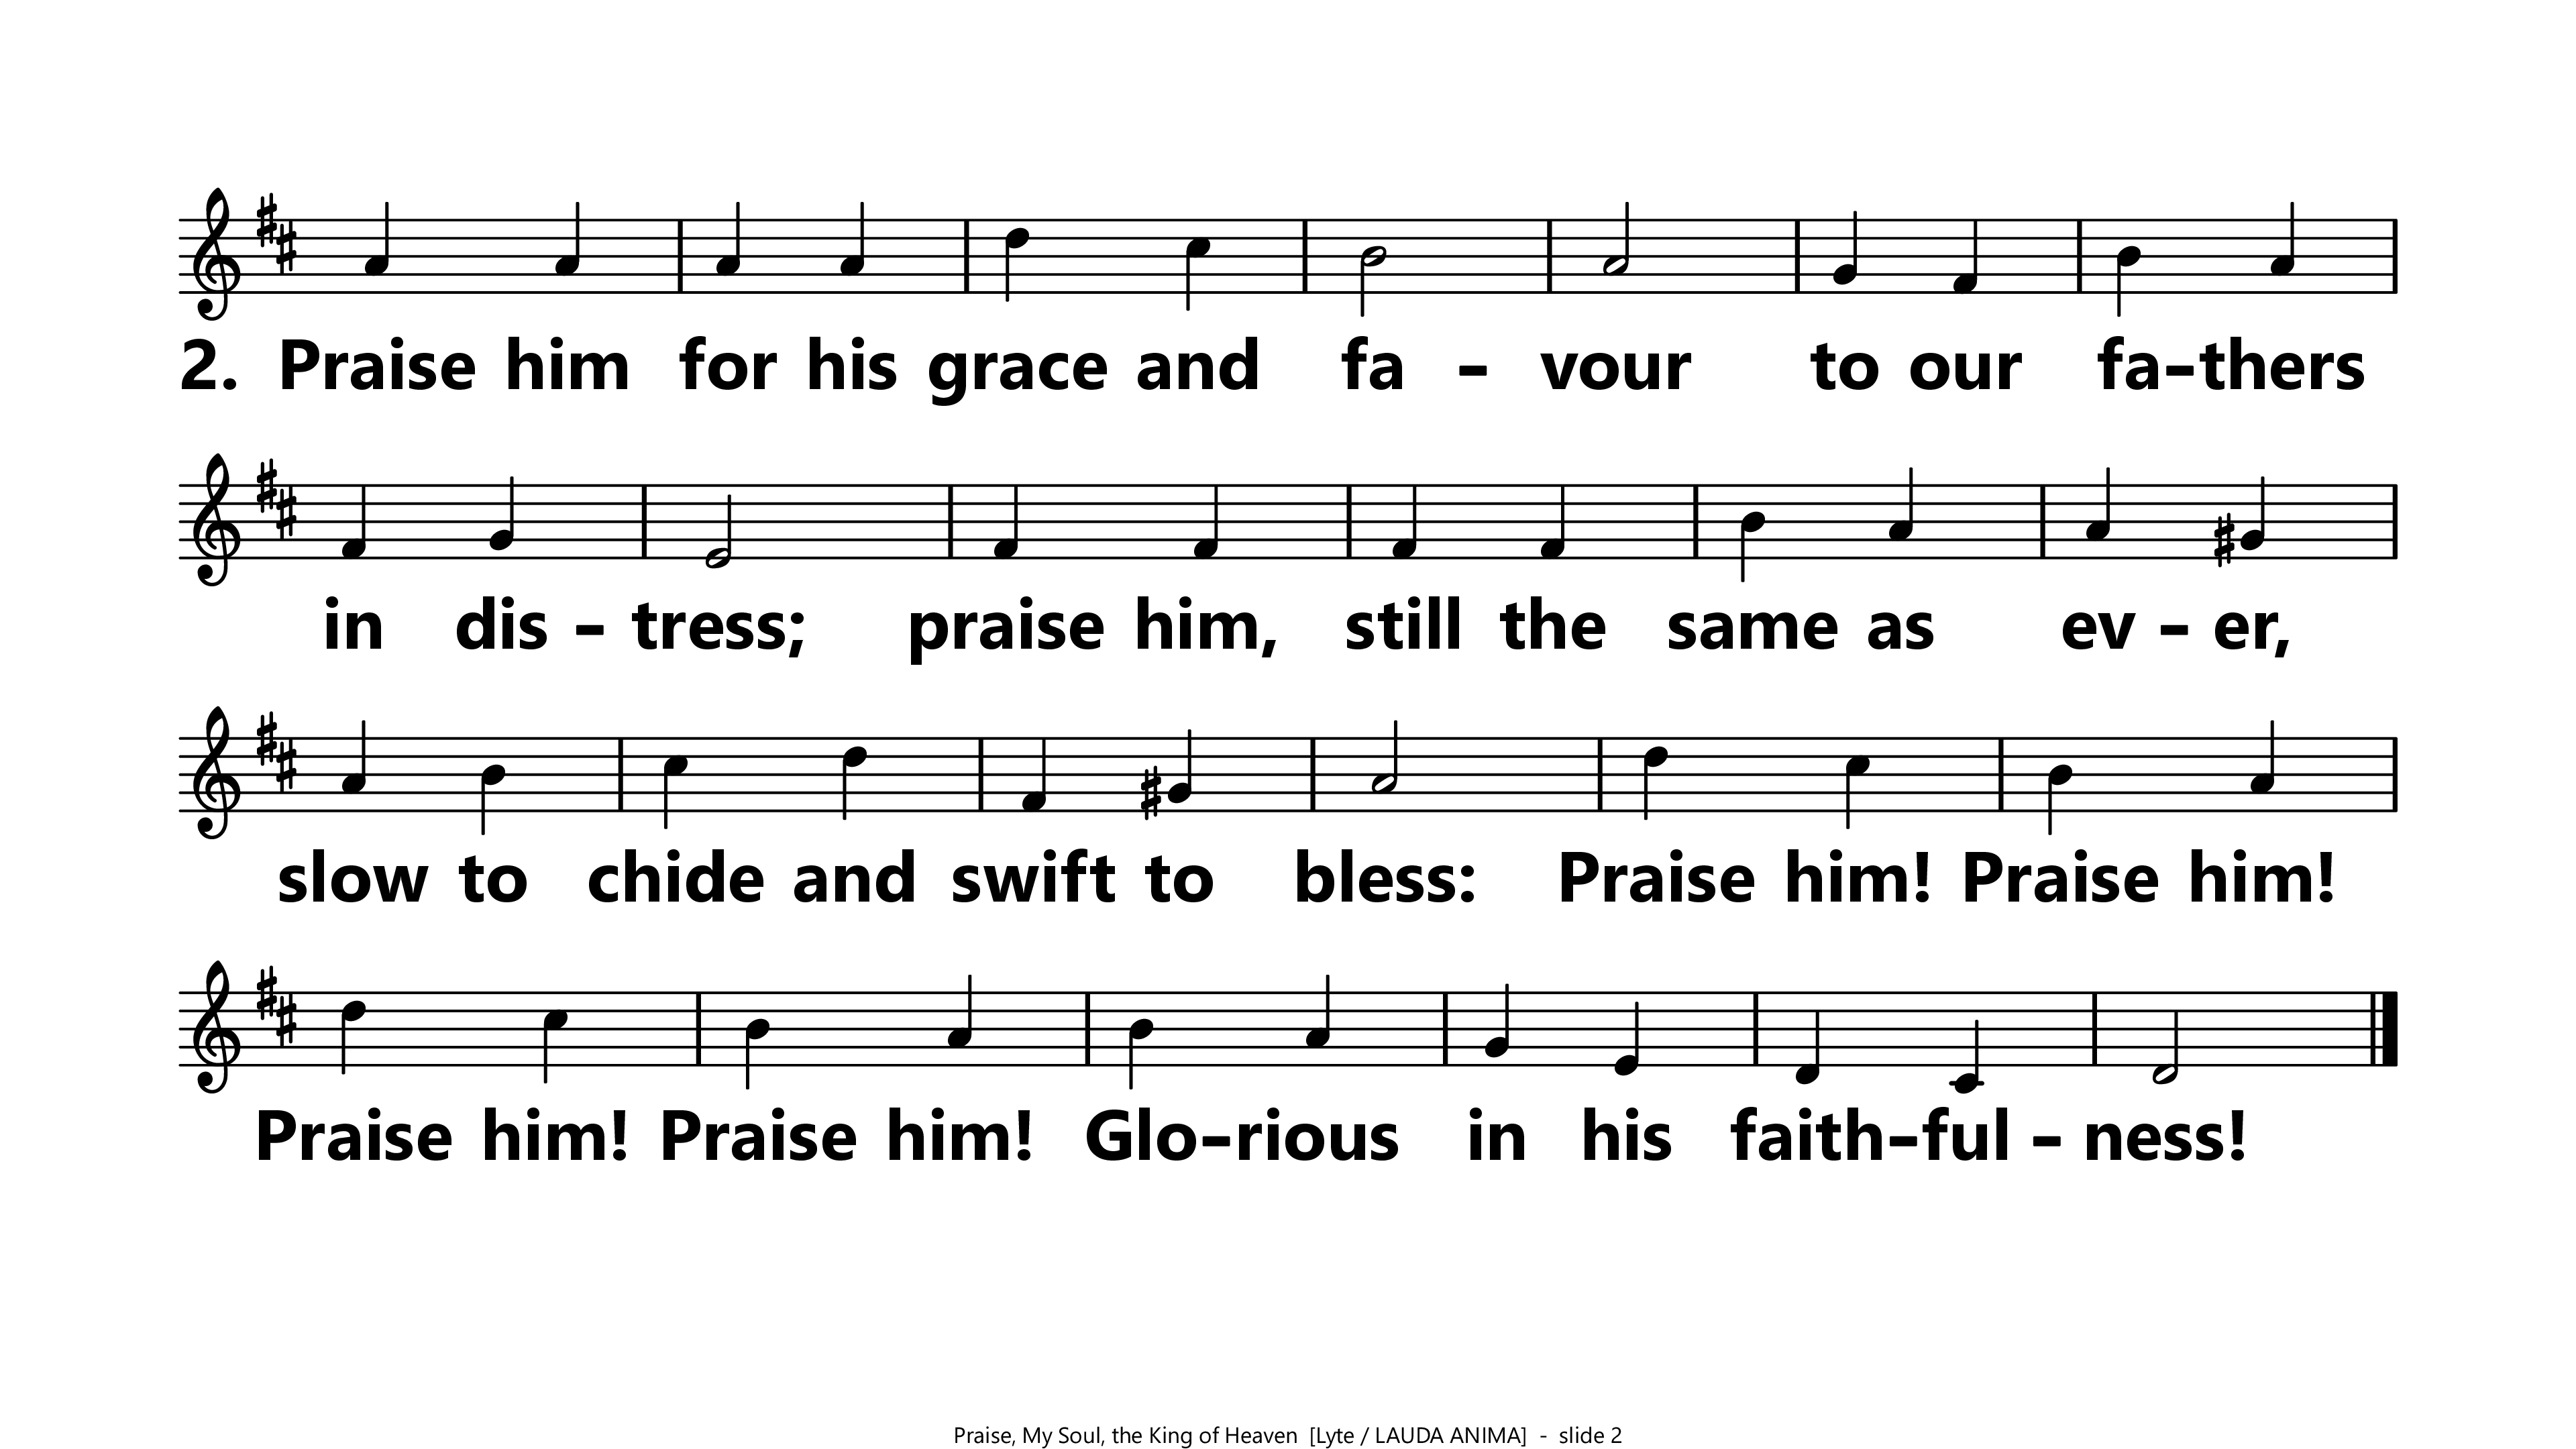 2. Praise him for his grace and fa - vour to our fa-thers
in dis - tress; praise him, still the same as ev - er,
slow to chide and swift to bless: Praise him! Praise him!
Praise him! Praise him! Glo-rious in his faith-ful - ness!
Praise, My Soul, the King of Heaven [Lyte / LAUDA ANIMA] - slide 2